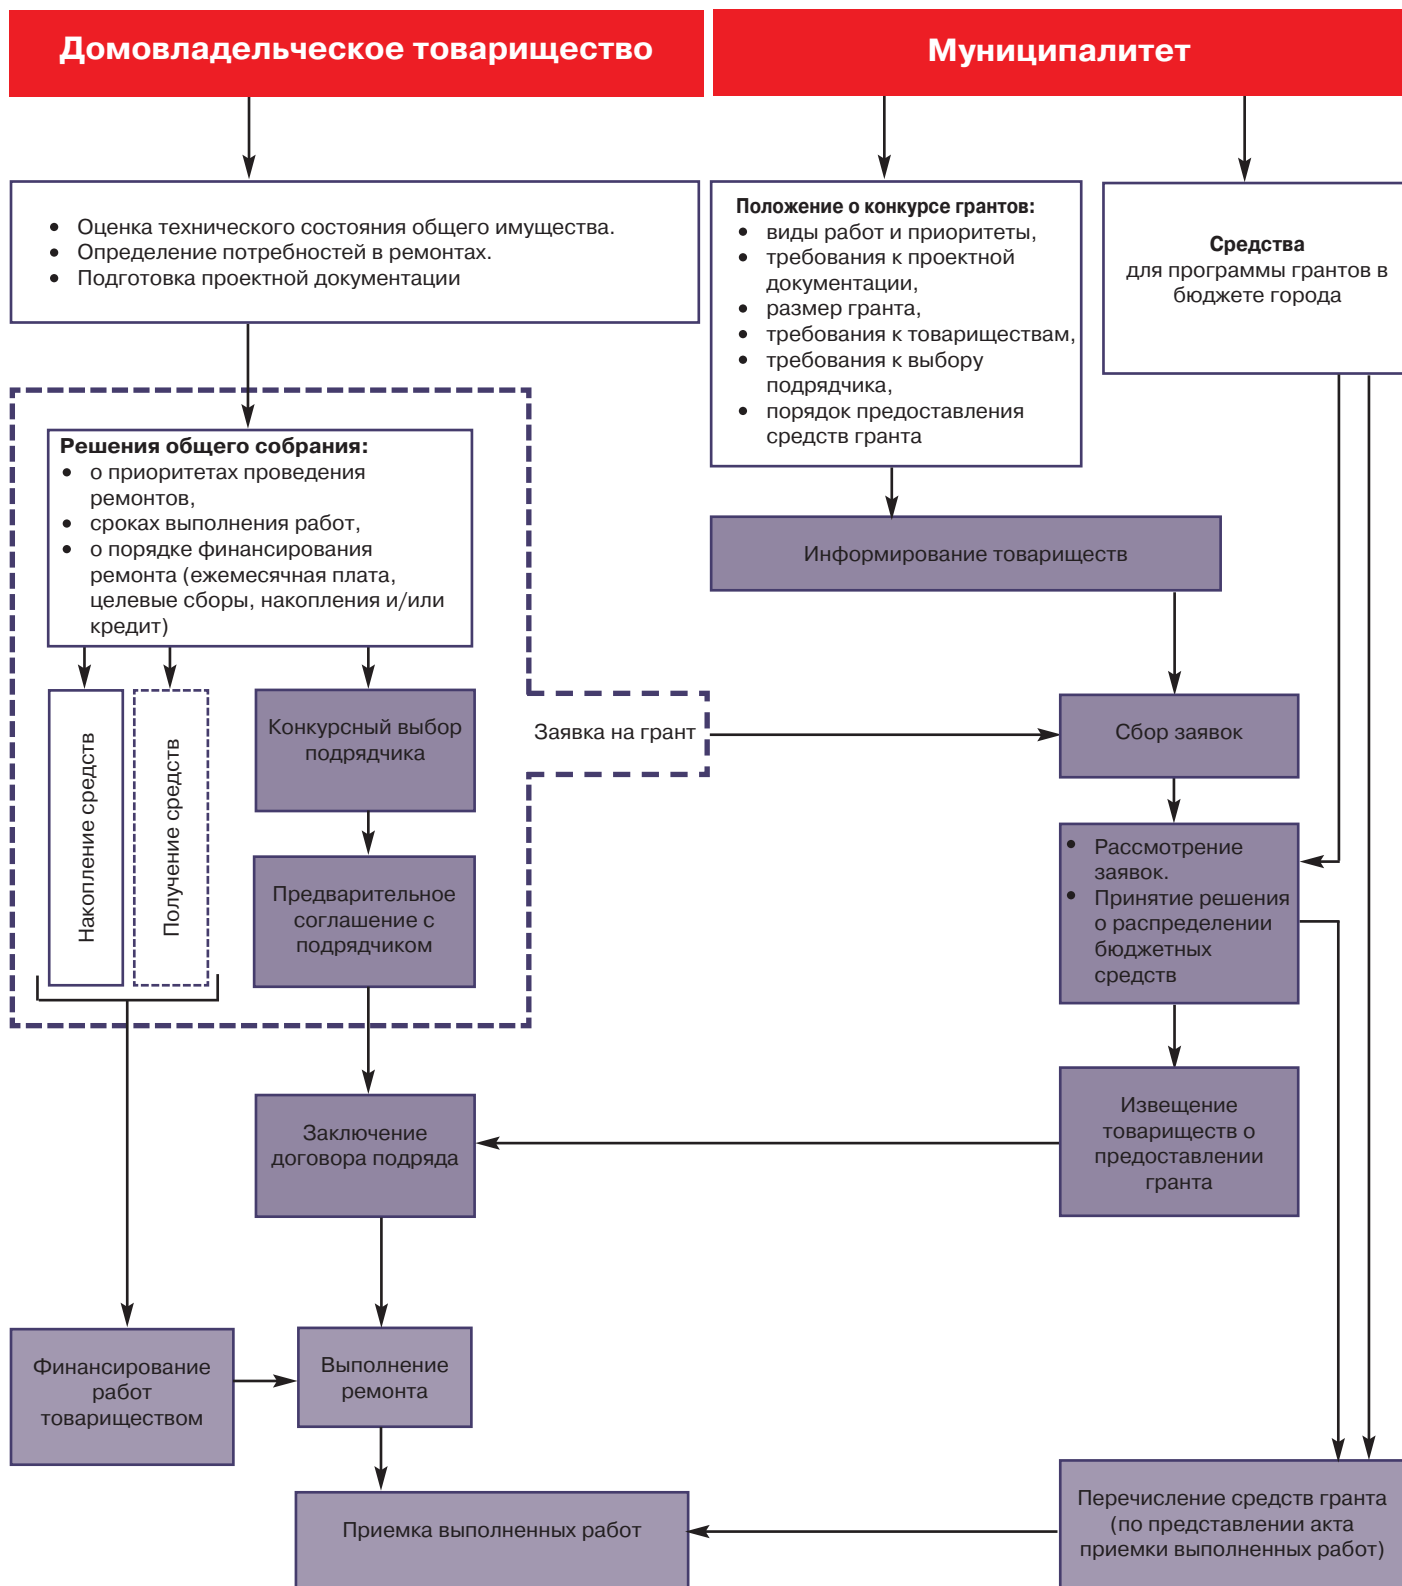 Домовладельческое товарищество
Муниципалитет
• Оценка технического состояния общего имущества.
• Определение потребностей в ремонтах.
• Подготовка проектной документации
Положение о конкурсе грантов:
• виды работ и приоритеты,
• требования к проектной
документации,
• размер гранта,
• требования к товариществам,
• требования к выбору
подрядчика,
• порядок предоставления
средств гранта
Средства
для программы грантов в
бюджете города
Решения общего собрания:
• о приоритетах проведения
ремонтов,
• сроках выполнения работ,
• о порядке финансирования
ремонта (ежемесячная плата,
целевые сборы, накопления и/или
кредит)
Информирование товариществ
Накопление средств
Получение средств
Конкурсный выбор
подрядчика
Заявка на грант
Сбор заявок
Предварительное
соглашение с
подрядчиком
• Рассмотрение
заявок.
• Принятие решения
о распределении
бюджетных
средств
Заключение
договора подряда
Извещение
товариществ о
предоставлении
гранта
Финансирование
работ
товариществом
Выполнение
ремонта
Приемка выполненных работ
Перечисление средств гранта
(по представлении акта
приемки выполненных работ)